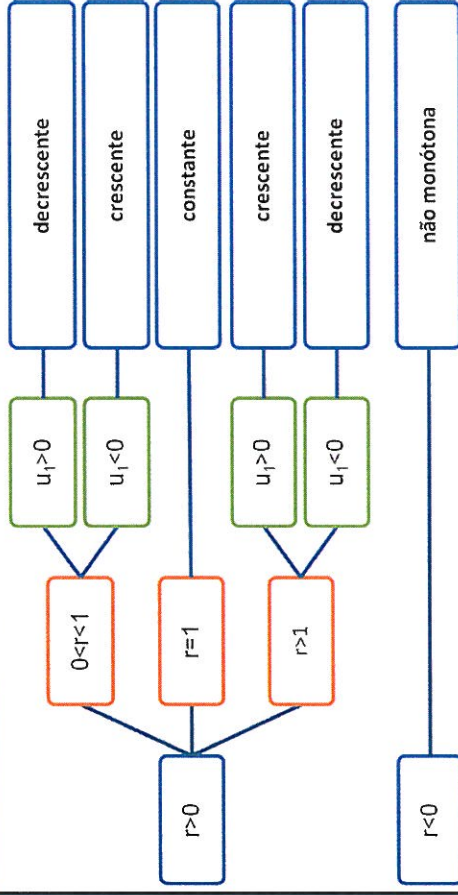 r>0
0<r<1
u₁>0
decrescente
u₁<0
crescente
r=1
constante
r>1
u₁>0
crescente
u₁<0
decrescente
r<0
não monótona